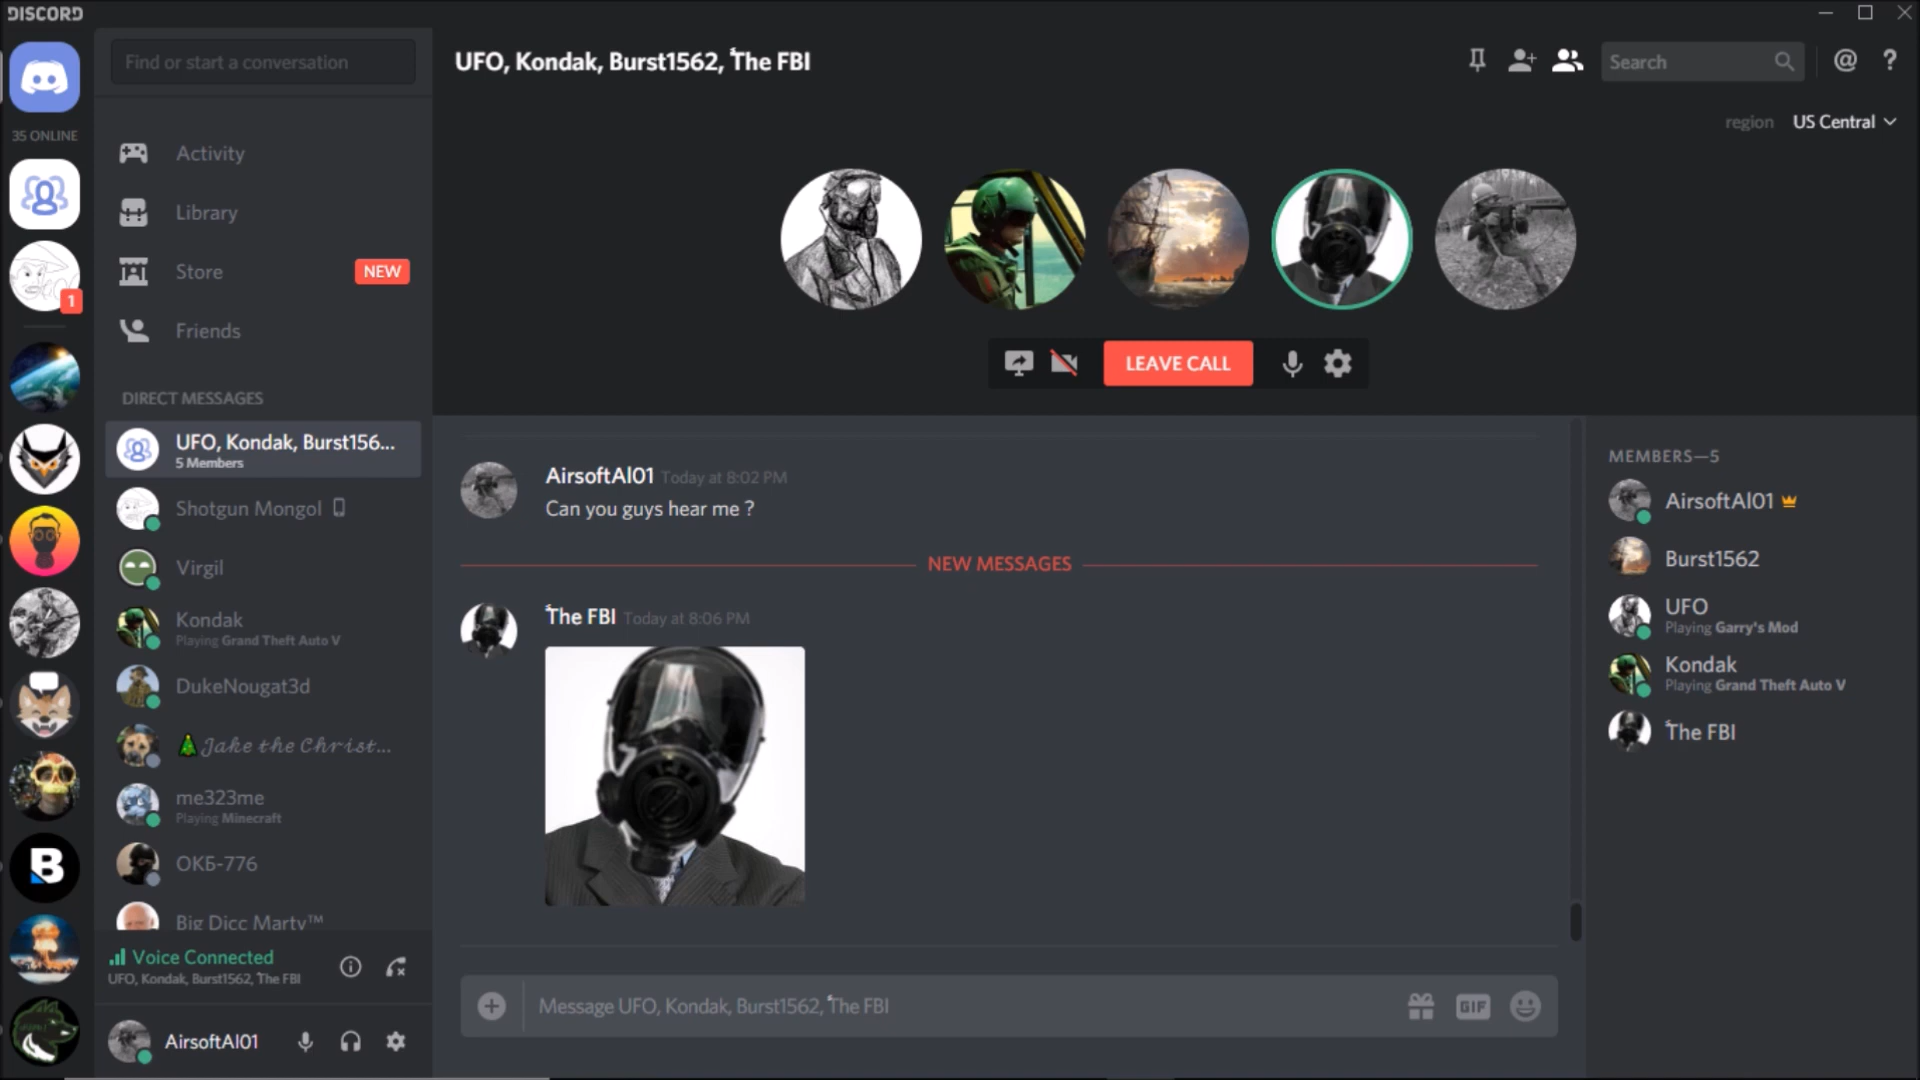 DISCORD
Find or start a conversation
35 ONLINE
1
Activity
Library
Store NEW
Friends
DIRECT MESSAGES
UFO, Kondak, Burst156...
5 Members
Shotgun Mongol
Virgil
Kondak
Playing Grand Theft Auto V
DukeNougat3d
🎄 𝓙𝓪𝓴𝓮 𝓽𝓱𝓮 𝓒𝓱𝓻𝓲𝓼𝓽...
me323me
Playing Minecraft
ОКБ-776
Big Dicc Marty™
Voice Connected
UFO, Kondak, Burst1562, The FBI
AirsoftAl01
UFO, Kondak, Burst1562, The FBI
Search
@ ?
region US Central
LEAVE CALL
AirsoftAl01 Today at 8:02 PM
Can you guys hear me ?
NEW MESSAGES
The FBI Today at 8:06 PM
Message UFO, Kondak, Burst1562, The FBI
GIF
MEMBERS—5
AirsoftAl01
Burst1562
UFO
Playing Garry's Mod
Kondak
Playing Grand Theft Auto V
The FBI
B